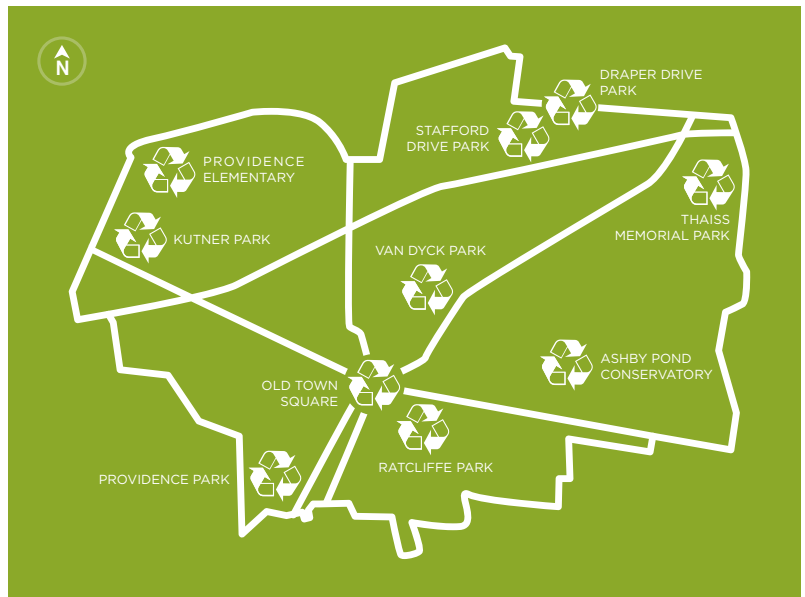 N
DRAPER DRIVE
PARK
STAFFORD
DRIVE PARK
PROVIDENCE
ELEMENTARY
THAISS
MEMORIAL PARK
KUTNER PARK
VAN DYCK PARK
ASHBY POND
CONSERVATORY
OLD TOWN
SQUARE
RATCLIFFE PARK
PROVIDENCE PARK